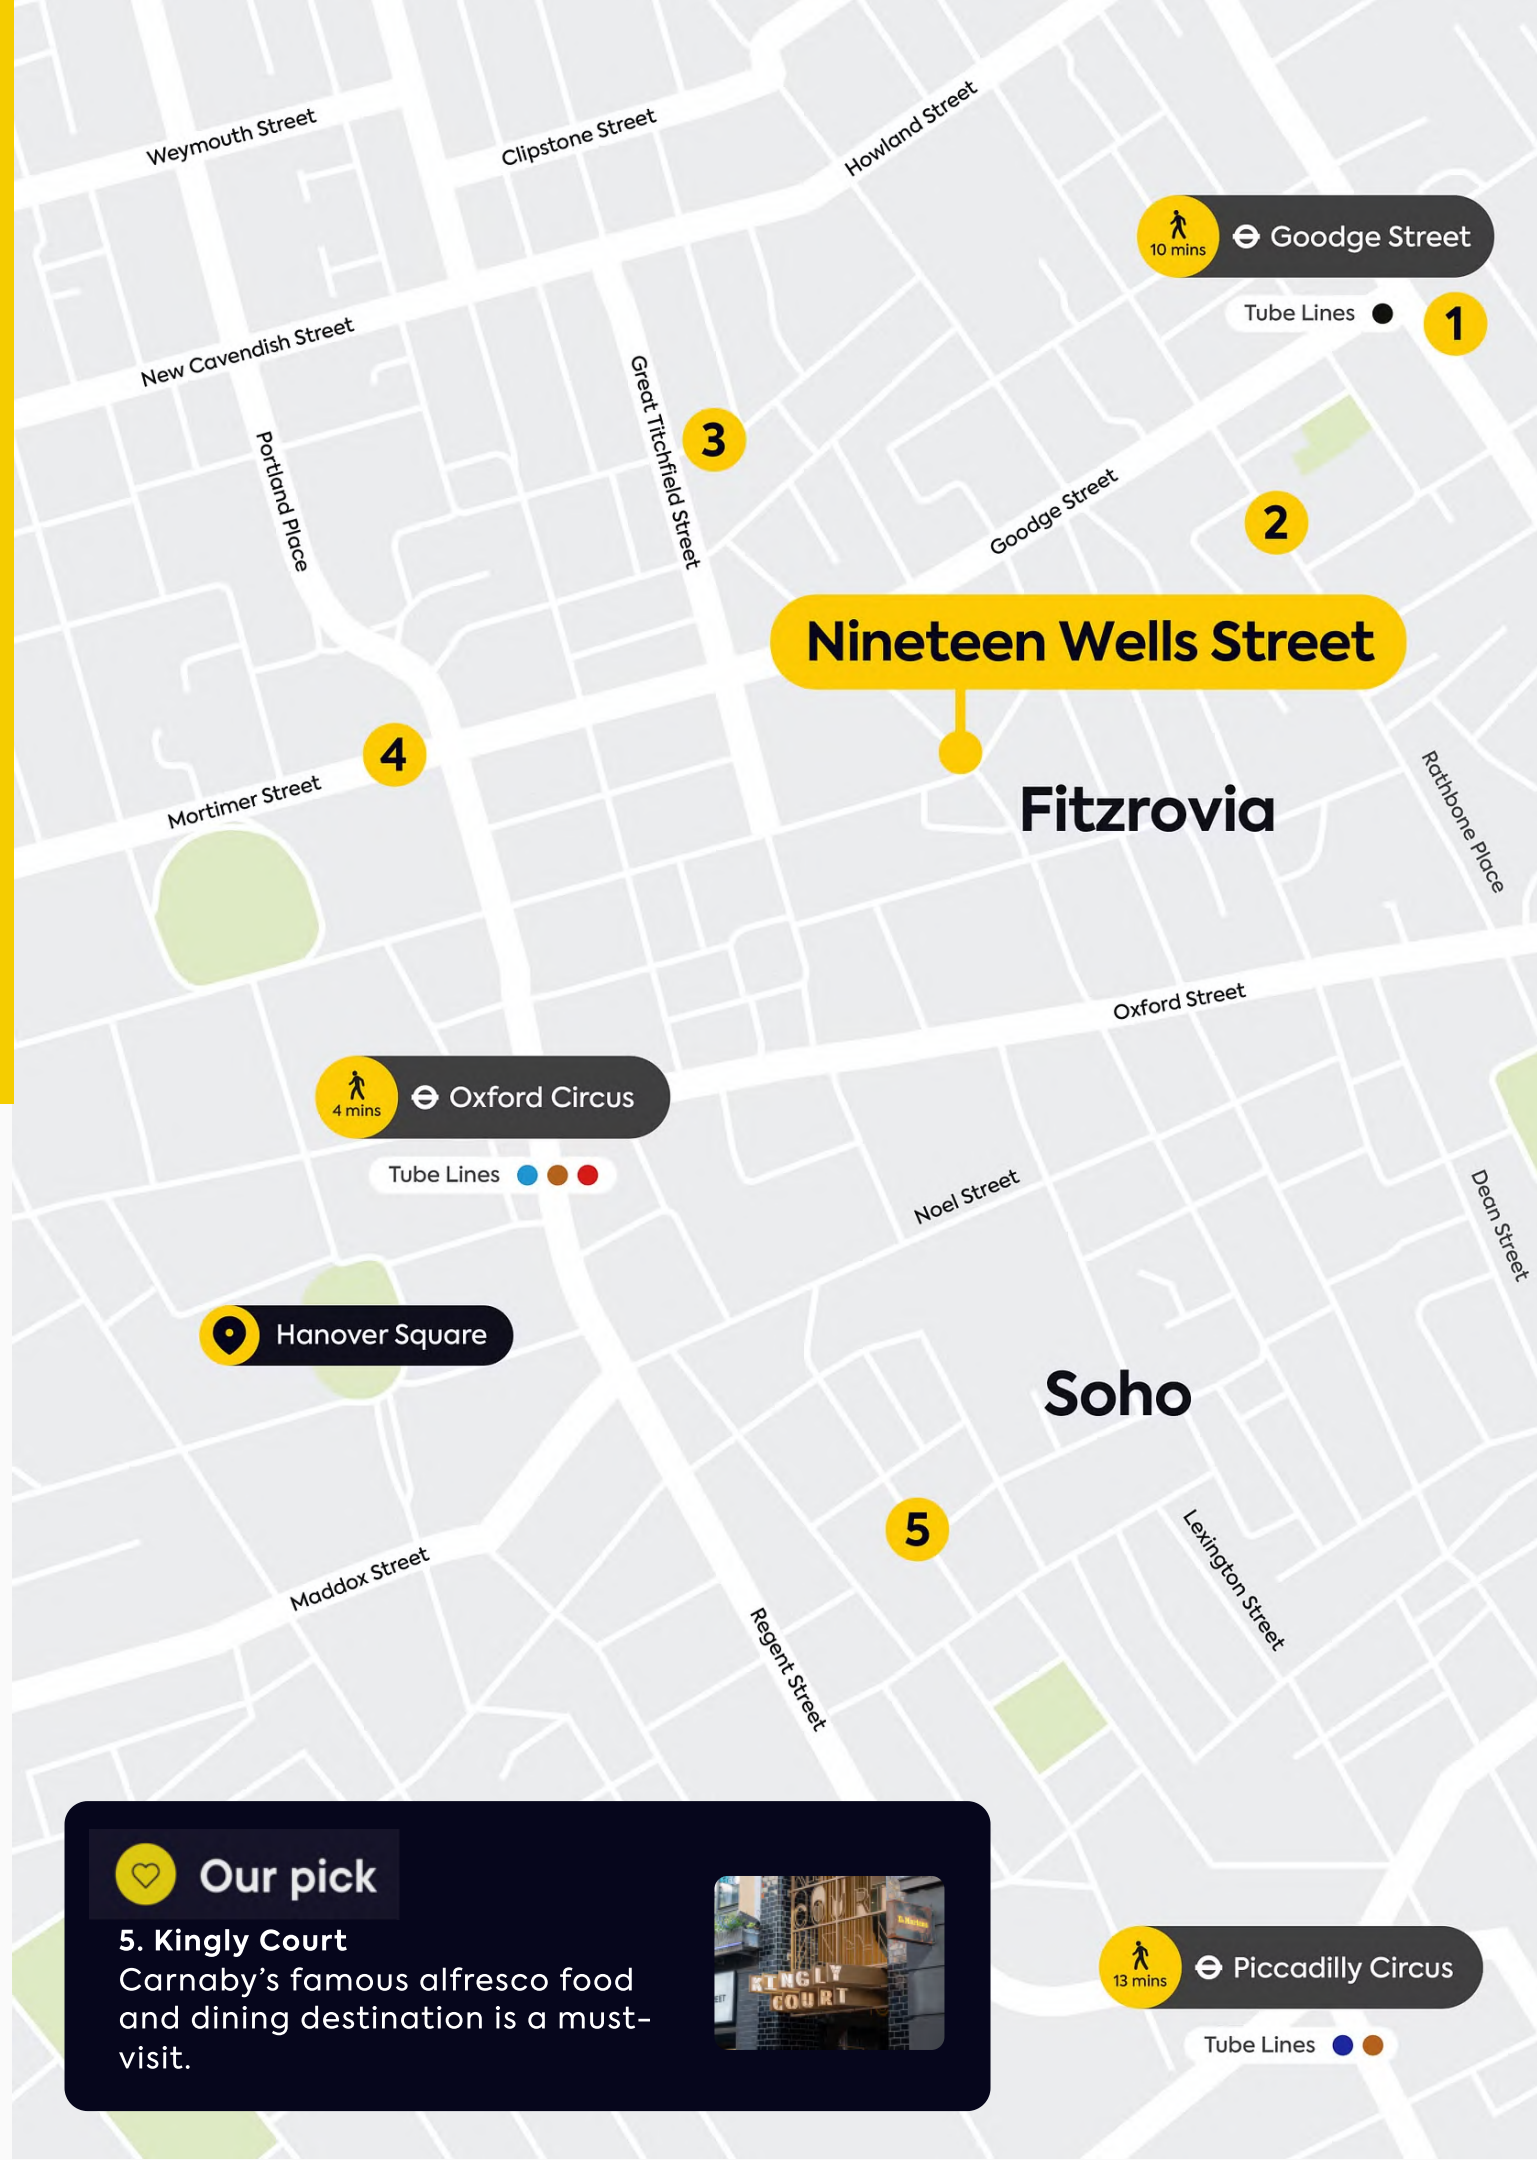 Weymouth Street
Clipstone Street
Howland Street
10 mins
Goodge Street
Tube Lines
1
New Cavendish Street
Great Titchfield Street
3
Portland Place
Goodge Street
2
Nineteen Wells Street
4
Mortimer Street
Fitzrovia
Rathbone Place
Oxford Street
4 mins
Oxford Circus
Tube Lines
Noel Street
Dean Street
Hanover Square
Soho
5
Lexington Street
Maddox Street
Regent Street
Our pick
5. Kingly Court
Carnaby’s famous alfresco food
and dining destination is a must-
visit.
COURT
KINGLY
COURT
13 mins
Piccadilly Circus
Tube Lines